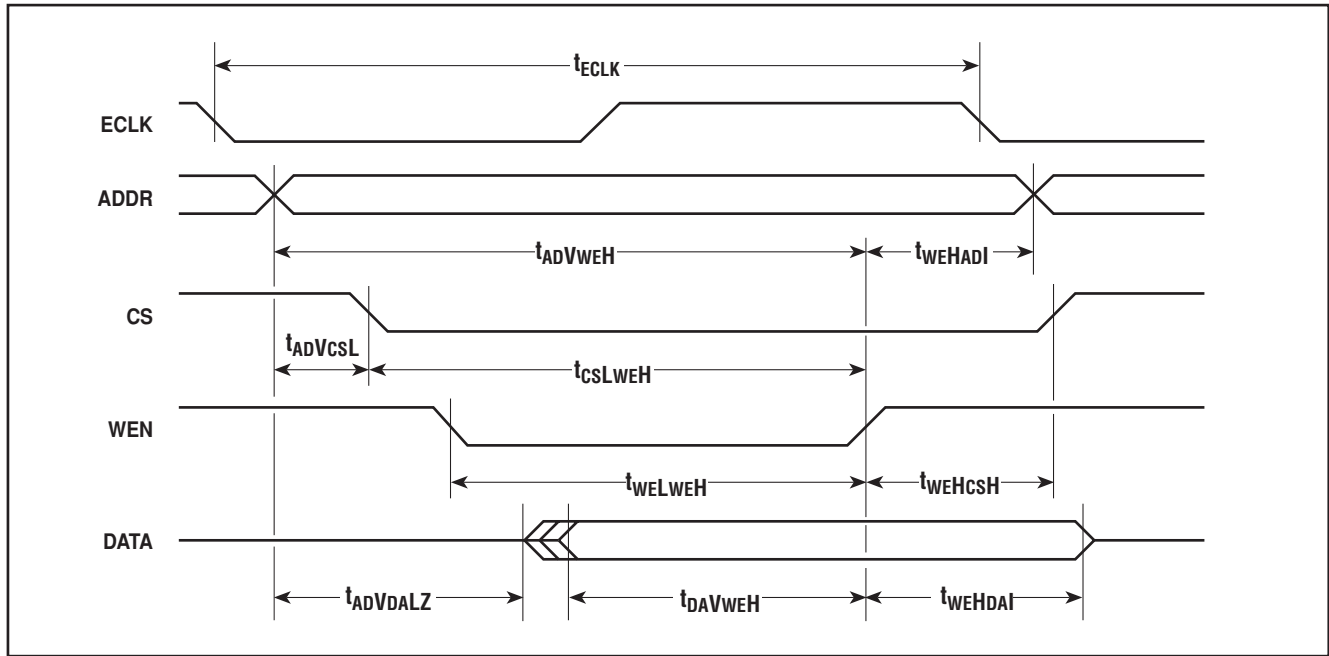 tECLK
ECLK
ADDR
tADVWEH
tWEHADI
CS
tADVCSL
tCSLWEH
WEN
tWELWEH
tWEHCSH
DATA
tADVDALZ
tDAVWEH
tWEHDAI